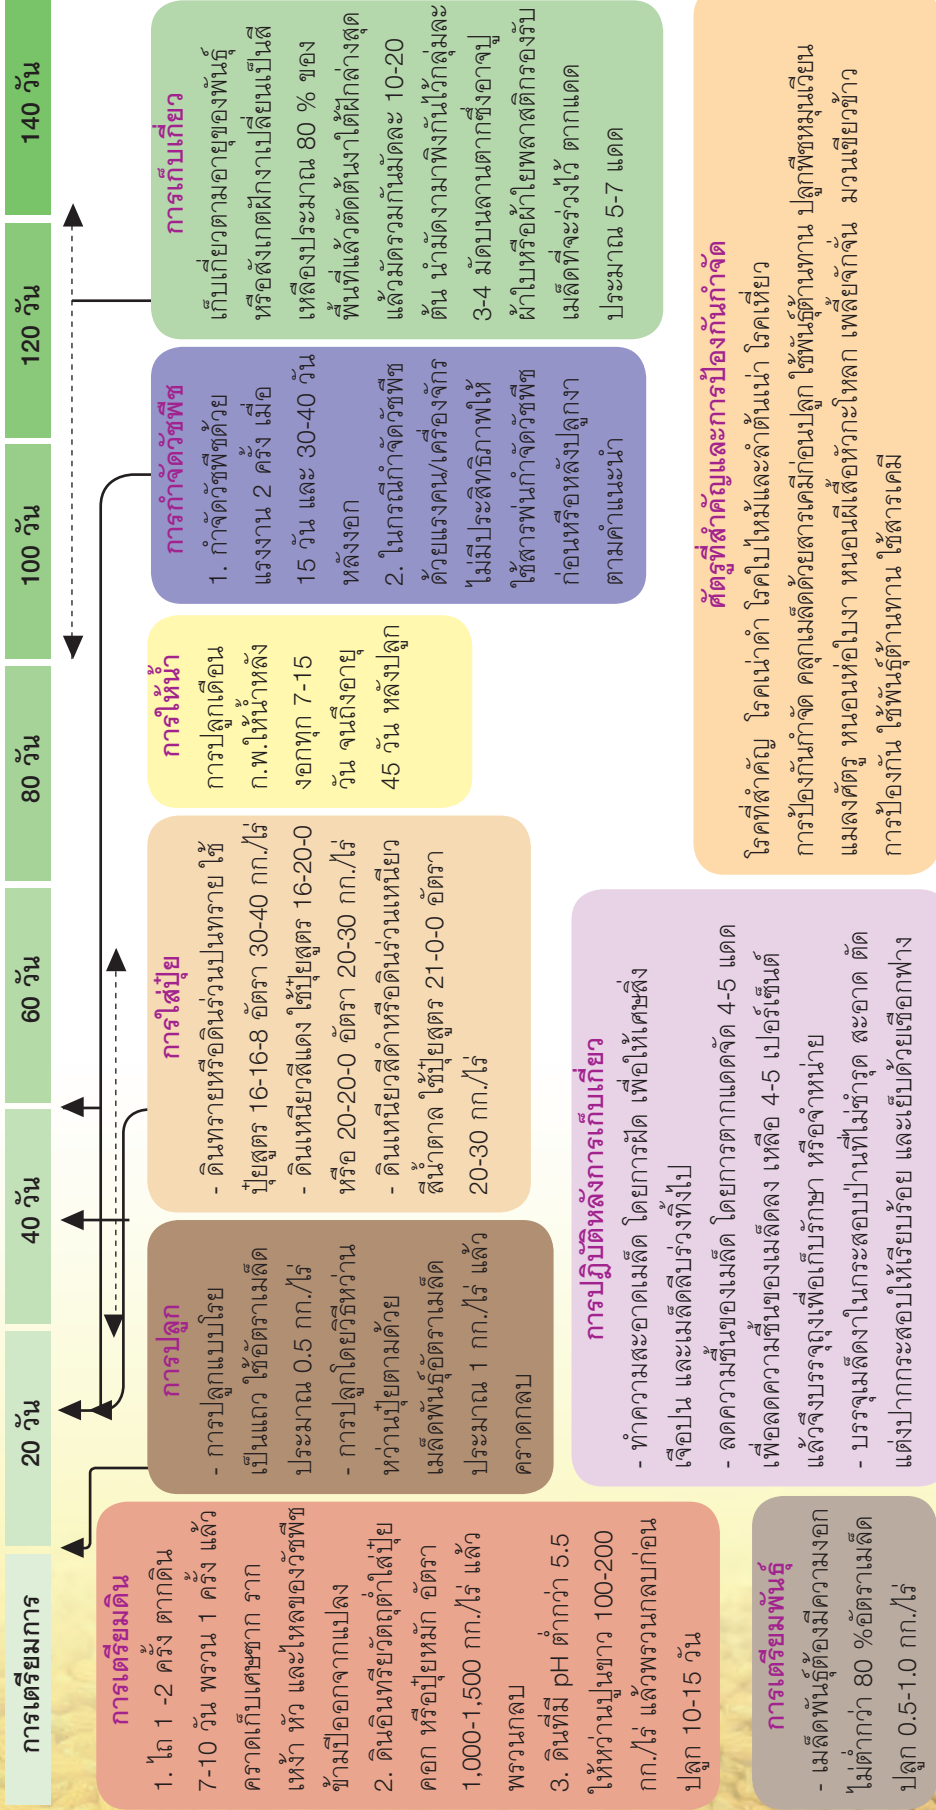 การเตรียมการ
20 วัน
40 วัน
60 วัน
80 วัน
100 วัน
120 วัน
140 วัน
การเตรียมดิน
1. ไถ 1 -2 ครั้ง ตากดิน
7-10 วัน พรวน 1 ครั้ง แล้ว
คราดเก็บเศษซาก ราก
เหง้า หัว และไหลของวัชพืช
ข้ามปีออกจากแปลง
2. ดินอินทรียวัตถุต่ำใส่ปุ๋ย
คอก หรือปุ๋ยหมัก อัตรา
1,000-1,500 กก./ไร่ แล้ว
พรวนกลบ
3. ดินที่มี pH ต่ำกว่า 5.5
ให้หว่านปูนขาว 100-200
กก./ไร่ แล้วพรวนกลบก่อน
ปลูก 10-15 วัน
การเตรียมพันธุ์
- เมล็ดพันธุ์ต้องมีความงอก
ไม่ต่ำกว่า 80 %อัตราเมล็ด
ปลูก 0.5-1.0 กก./ไร่
การปลูก
- การปลูกแบบโรย
เป็นแถว ใช้อัตราเมล็ด
ประมาณ 0.5 กก./ไร่
- การปลูกโดยวิธีหว่าน
หว่านปุ๋ยตามด้วย
เมล็ดพันธุ์อัตราเมล็ด
ประมาณ 1 กก./ไร่ แล้ว
คราดกลบ
การใส่ปุ๋ย
- ดินทรายหรือดินร่วนปนทราย ใช้
ปุ๋ยสูตร 16-16-8 อัตรา 30-40 กก./ไร่
- ดินเหนียวสีแดง ใช้ปุ๋ยสูตร 16-20-0
หรือ 20-20-0 อัตรา 20-30 กก./ไร่
- ดินเหนียวสีดำหรือดินร่วนเหนียว
สีน้ำตาล ใช้ปุ๋ยสูตร 21-0-0 อัตรา
20-30 กก./ไร่
การให้น้ำ
การปลูกเดือน
ก.พ.ให้น้ำหลัง
งอกทุก 7-15
วัน จนถึงอายุ
45 วัน หลังปลูก
การกำจัดวัชพืช
1. กำจัดวัชพืชด้วย
แรงงาน 2 ครั้ง เมื่อ
15 วัน และ 30-40 วัน
หลังงอก
2. ในกรณีกำจัดวัชพืช
ด้วยแรงคน/เครื่องจักร
ไม่มีประสิทธิภาพให้
ใช้สารพ่นกำจัดวัชพืช
ก่อนหรือหลังปลูกงา
ตามคำแนะนำ
การเก็บเกี่ยว
เก็บเกี่ยวตามอายุของพันธุ์
หรือสังเกตฝักงาเปลี่ยนเป็นสี
เหลืองประมาณ 80 % ของ
พื้นที่แล้วตัดต้นงาใต้ฝักล่างสุด
แล้วมัดรวมกันมัดละ 10-20
ต้น นำมัดงามาพิงกันไว้กลุ่มละ
3-4 มัดบนลานตากซึ่งอาจปู
ผ้าใบหรือผ้าใยพลาสติกรองรับ
เมล็ดที่จะร่วงไว้ ตากแดด
ประมาณ 5-7 แดด
การปฏิบัติหลังการเก็บเกี่ยว
- ทำความสะอาดเมล็ด โดยการฝัด เพื่อให้เศษสิ่ง
เจือปน และเมล็ดลีบร่วงทิ้งไป
- ลดความชื้นของเมล็ด โดยการตากแดดจัด 4-5 แดด
เพื่อลดความชื้นของเมล็ดลง เหลือ 4-5 เปอร์เซ็นต์
แล้วจึงบรรจุถุงเพื่อเก็บรักษา หรือจำหน่าย
- บรรจุเมล็ดงาในกระสอบป่านที่ไม่ชำรุด สะอาด ตัด
แต่งปากกระสอบให้เรียบร้อย และเย็บด้วยเชือกฟาง
ศัตรูที่สำคัญและการป้องกันกำจัด
โรคที่สำคัญ โรคเน่าดำ โรคใบไหม้และลำต้นเน่า โรคเหี่ยว
การป้องกันกำจัด คลุกเมล็ดด้วยสารเคมีก่อนปลูก ใช้พันธุ์ต้านทาน ปลูกพืชหมุนเวียน
แมลงศัตรู หนอนห่อใบงา หนอนผีเสื้อหัวกะโหลก เพลี้ยจักจั่น มวนเขียวข้าว
การป้องกัน ใช้พันธุ์ต้านทาน ใช้สารเคมี